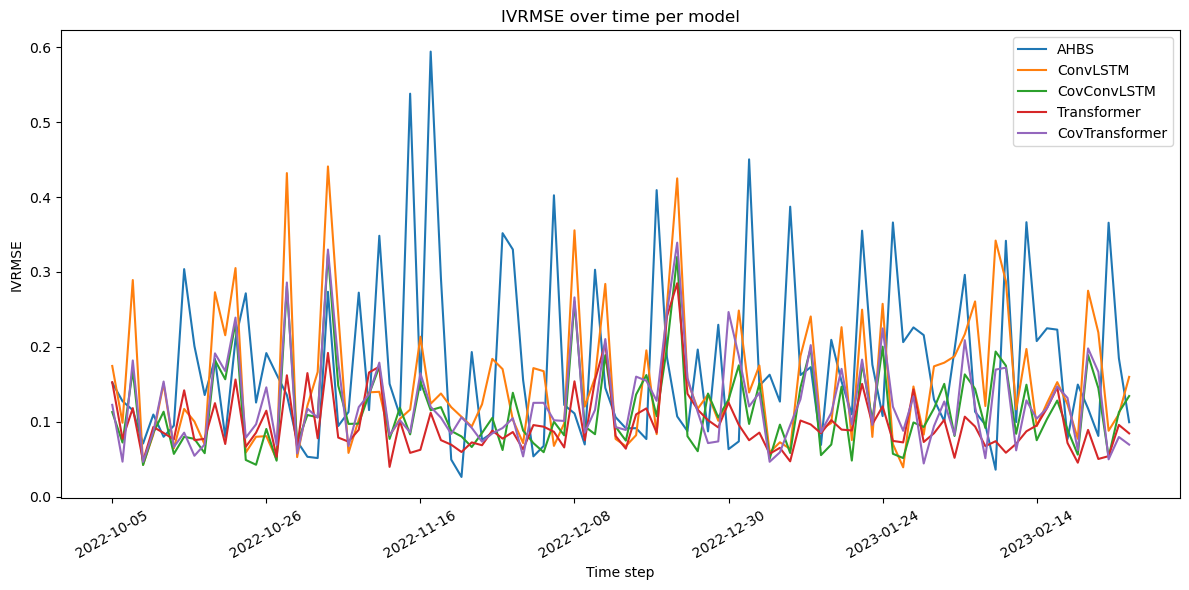 IVRMSE over time per model
AHBS
ConvLSTM
CovConvLSTM
Transformer
CovTransformer
IVRMSE
0.6
0.5
0.4
0.3
0.2
0.1
0.0
2022-10-05
2022-10-26
2022-11-16
2022-12-08
2022-12-30
2023-01-24
2023-02-14
Time step